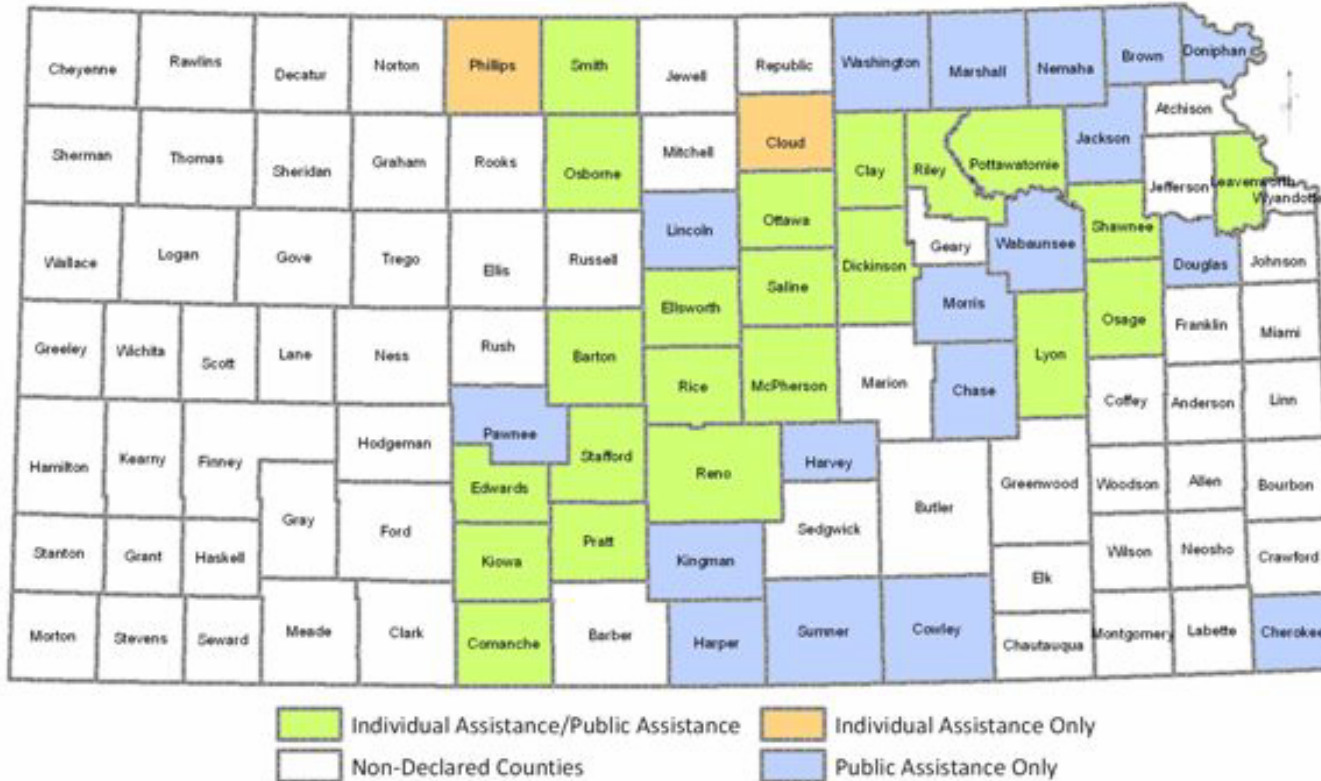 Cheyenne
Rawlins
Decatur
Norton
Phillips
Smith
Jewell
Republic
Washington
Marshall
Nemaha
Brown
Doniphan
Sherman
Thomas
Sheridan
Graham
Rooks
Osborne
Mitchell
Cloud
Clay
Riley
Pottawatomie
Jackson
Atchison
Jefferson
Leavenworth
Wyandotte
Lincoln
Ottawa
Wallace
Logan
Gove
Trego
Ellis
Russell
Ellsworth
Saline
Dickinson
Geary
Wabaunsee
Shawnee
Douglas
Johnson
Morris
Osage
Greeley
Wichita
Scott
Lane
Ness
Rush
Barton
Rice
McPherson
Marion
Chase
Lyon
Franklin
Miami
Coffey
Anderson
Linn
Hamilton
Kearny
Finney
Hodgeman
Pawnee
Stafford
Edwards
Reno
Harvey
Sedgwick
Butler
Greenwood
Woodson
Allen
Bourbon
Stanton
Grant
Haskell
Gray
Ford
Kiowa
Pratt
Kingman
Elk
Wilson
Neosho
Crawford
Morton
Stevens
Seward
Meade
Clark
Comanche
Barber
Harper
Sumner
Cowley
Chautauqua
Montgomery
Labette
Cherokee
Individual Assistance/Public Assistance
Individual Assistance Only
Non-Declared Counties
Public Assistance Only